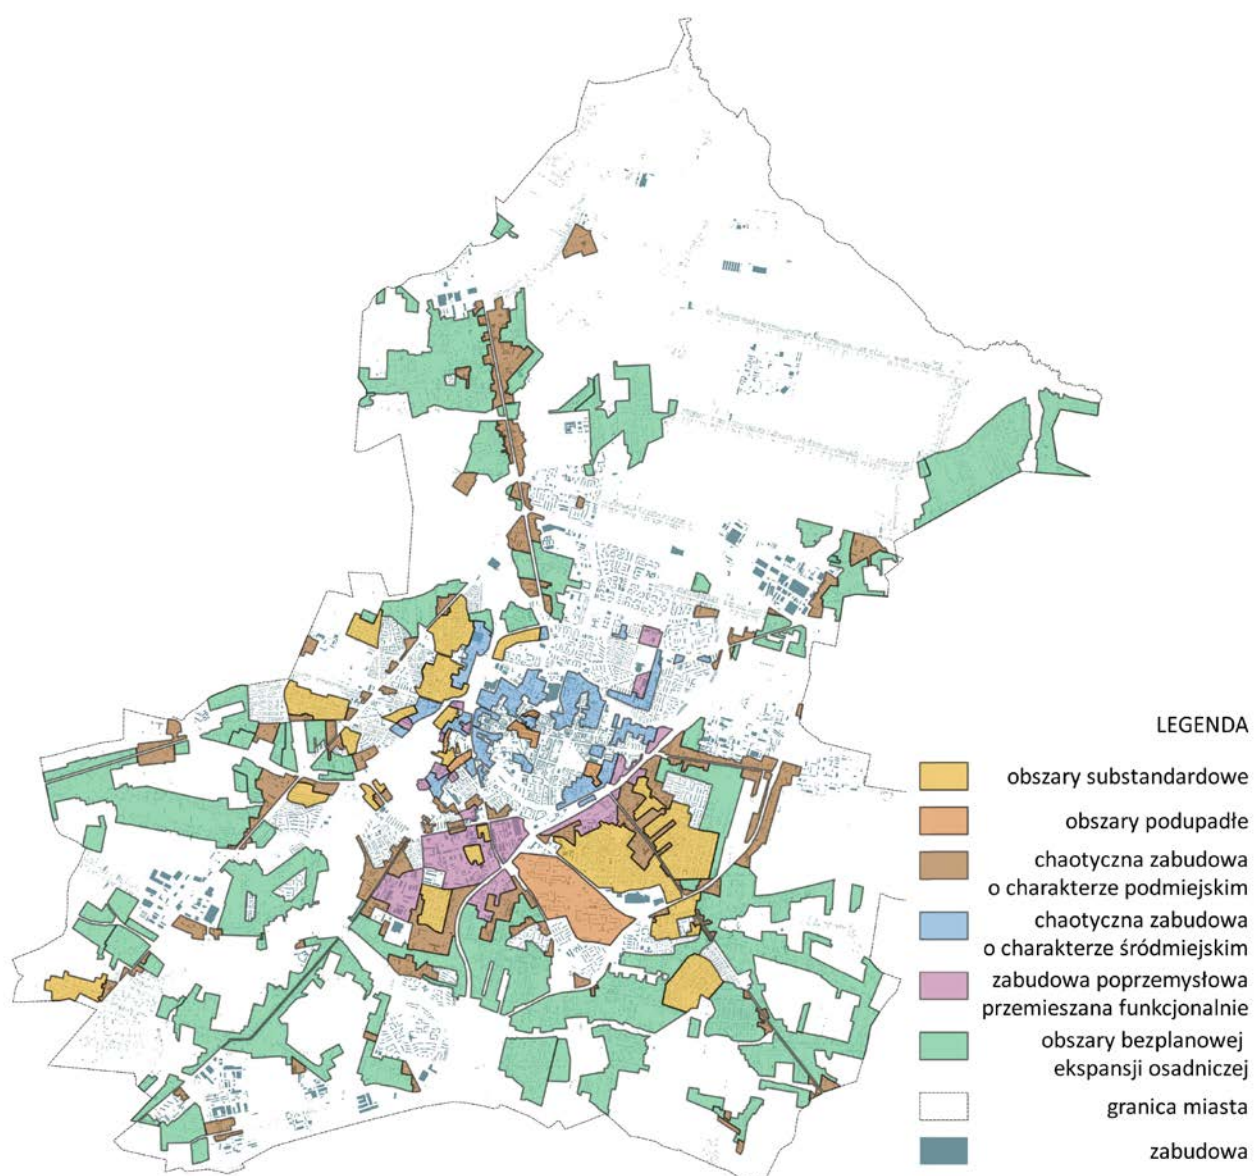 LEGENDA
obszary substandardowe
obszary podupadłe
chaotyczna zabudowa
o charakterze podmiejskim
chaotyczna zabudowa
o charakterze śródmiejskim
zabudowa poprzemysłowa
przemieszana funkcjonalnie
obszary bezplanowej
ekspansji osadniczej
granica miasta
zabudowa